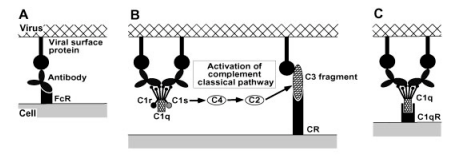 A
Virus
Viral surface
protein
Antibody
FcR
Cell
B
Activation of
complement
classical pathway
C3 fragment
C1r
C1s
C4
C2
C1q
CR
C
C1q
C1qR